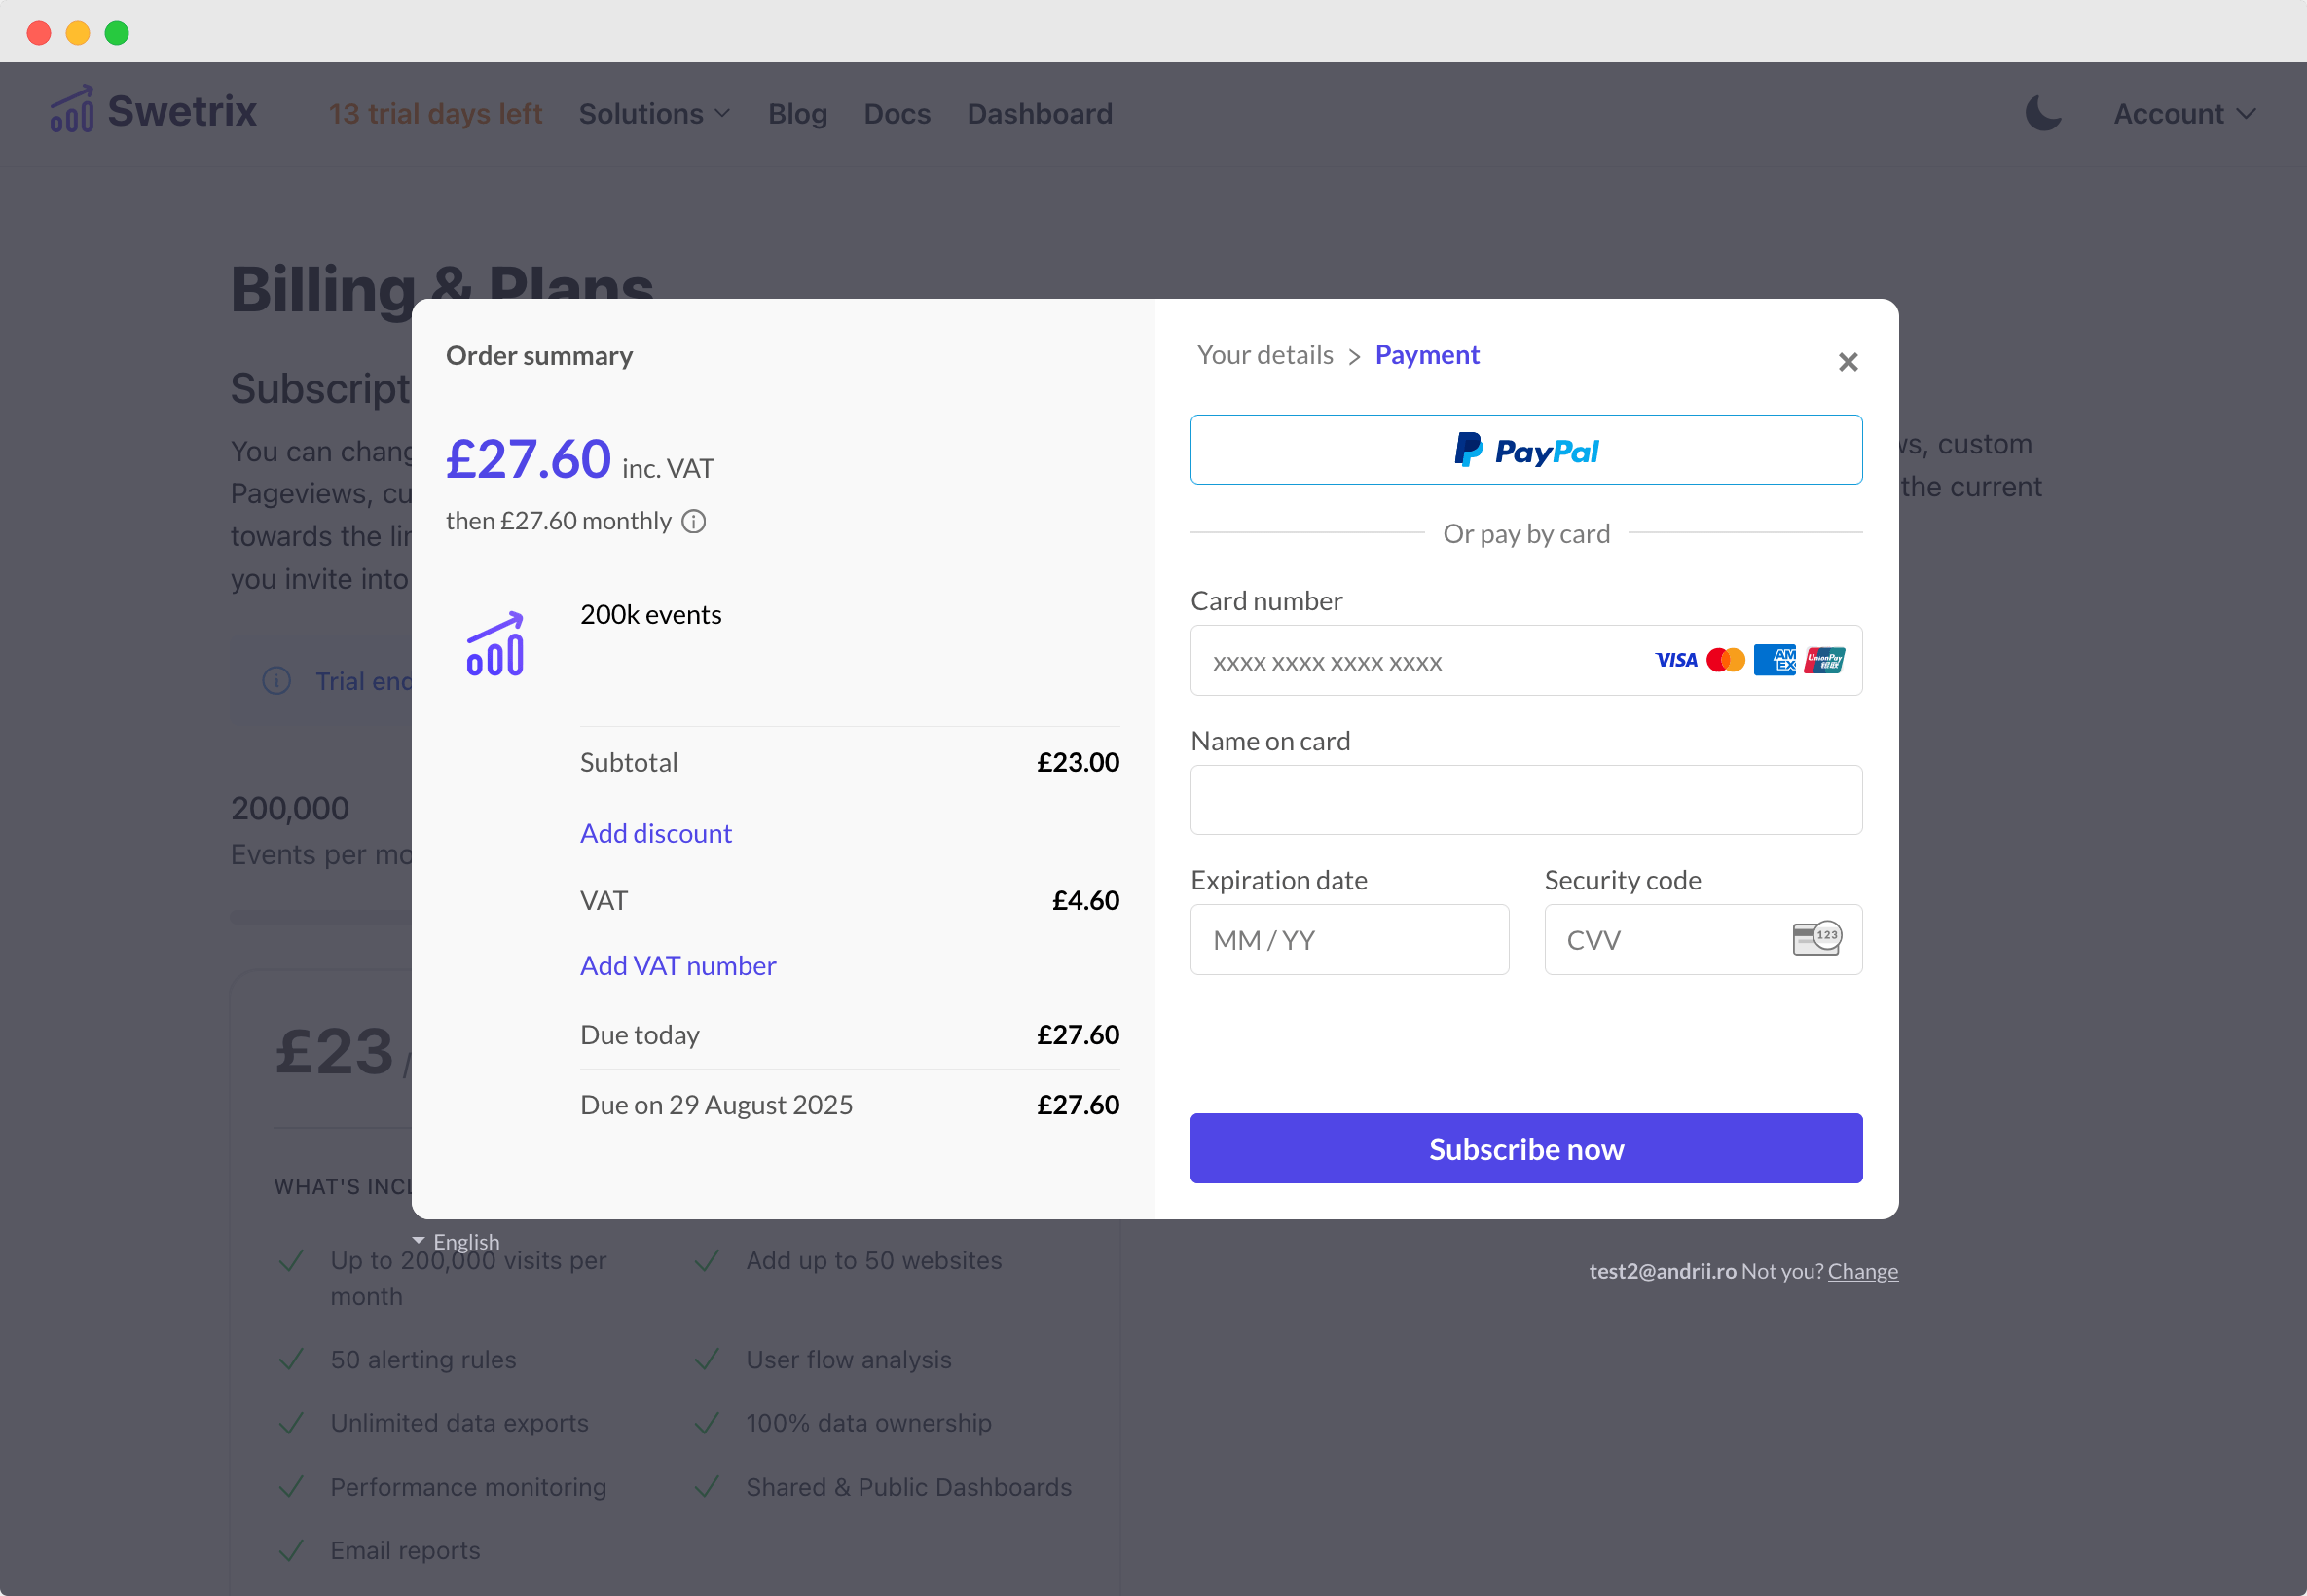 Swetrix
13 trial days left
Solutions
Blog
Docs
Dashboard
Account
Billing & Plans
Subscript
You can chang
Pageviews, cu
towards the li
you invite into
s, custom
the current
Trial end
200,000
Events per mo
£23 /
WHAT'S INCL
Up to 200,000 visits per
month
Add up to 50 websites
50 alerting rules
User flow analysis
Unlimited data exports
100% data ownership
Performance monitoring
Shared & Public Dashboards
Email reports
Order summary
£27.60 inc. VAT
then £27.60 monthly
200k events
Subtotal £23.00
Add discount
VAT £4.60
Add VAT number
Due today £27.60
Due on 29 August 2025 £27.60
Your details > Payment
PayPal
Or pay by card
Card number
xxxx xxxx xxxx xxxx
VISA
AMEX
UnionPay
银联
Name on card
Expiration date
Security code
MM / YY
CVV
123
Subscribe now
English
test2@andrii.ro Not you? Change